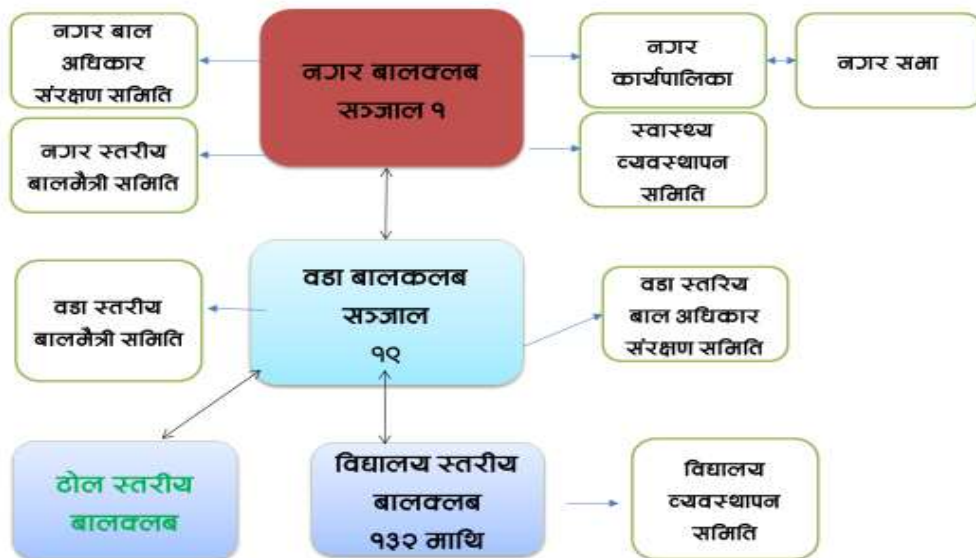 नगर बाल
अधिकार
संरक्षण समिति
नगर बालक्लब
सञ्जाल १
नगर
कार्यपालिका
नगर सभा
नगर स्तरीय
बालमैत्री समिति
स्वास्थ्य
व्यवस्थापन
समिति
वडा स्तरीय
बालमैत्री समिति
वडा बालकलब
सञ्जाल
१९
वडा स्तरिय
बाल अधिकार
संरक्षण समिति
टोल स्तरीय
बालक्लब
विद्यालय स्तरीय
बालक्लब
१३२ माथि
विद्यालय
व्यवस्थापन
समिति